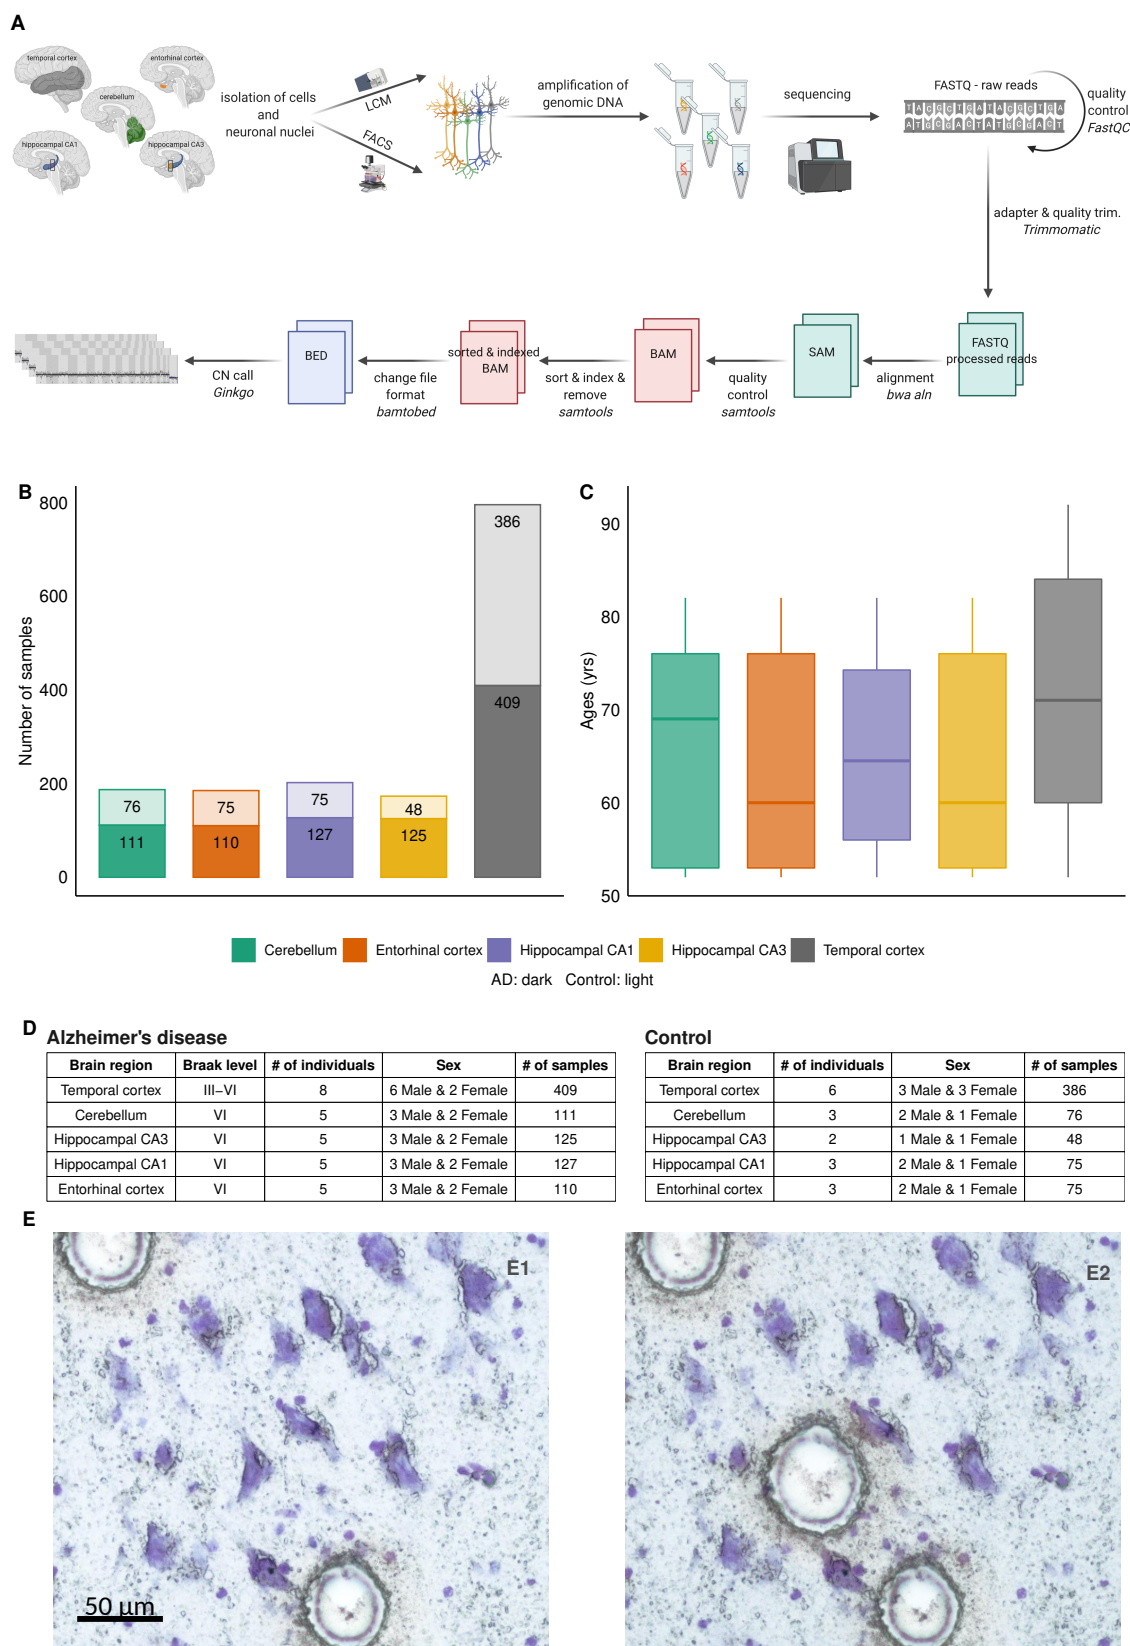 A
temporal cortex
entorhinal cortex
cerebellum
hippocampal CA1
hippocampal CA3
isolation of cells
and
neuronal nuclei
LCM
FACS
amplification of
genomic DNA
sequencing
FASTQ - raw reads
TACGCTGATACGCTGA
ATGCGACTATGCGACT
quality
control
FastQC
adapter & quality trim.
Trimmomatic
FASTQ
processed reads
alignment
bwa aln
SAM
quality
control
samtools
BAM
sort & index &
remove
samtools
sorted & indexed
BAM
change file
format
bamtobed
BED
CN call
Ginkgo
B
Number of samples
800
600
400
200
0
76
111
75
110
75
127
48
125
386
409
C
Ages (yrs)
90
80
70
60
50
Cerebellum
Entorhinal cortex
Hippocampal CA1
Hippocampal CA3
Temporal cortex
AD: dark Control: light
D
Alzheimer's disease
Brain region Braak level # of individuals Sex # of samples
Temporal cortex III−VI 8 6 Male & 2 Female 409
Cerebellum VI 5 3 Male & 2 Female 111
Hippocampal CA3 VI 5 3 Male & 2 Female 125
Hippocampal CA1 VI 5 3 Male & 2 Female 127
Entorhinal cortex VI 5 3 Male & 2 Female 110
Control
Brain region # of individuals Sex # of samples
Temporal cortex 6 3 Male & 3 Female 386
Cerebellum 3 2 Male & 1 Female 76
Hippocampal CA3 2 1 Male & 1 Female 48
Hippocampal CA1 3 2 Male & 1 Female 75
Entorhinal cortex 3 2 Male & 1 Female 75
E
E1
50 µm
E2